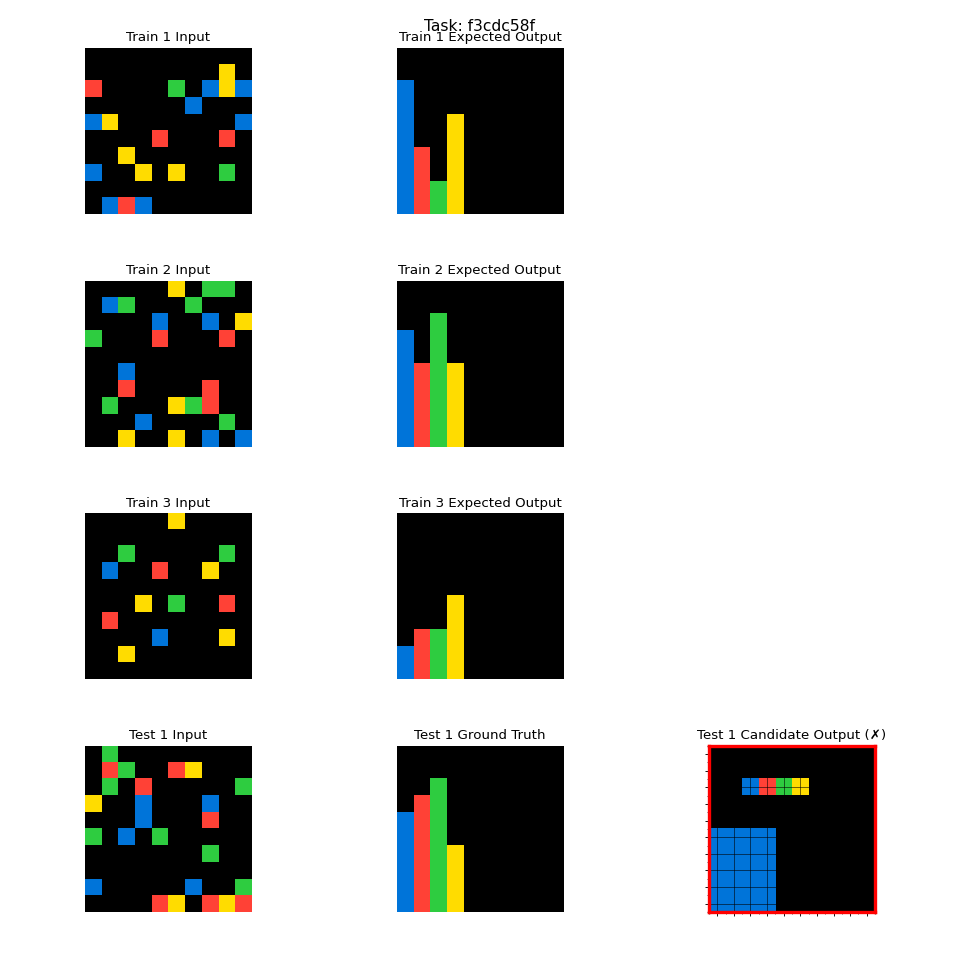 Task: f3cdc58f
Train 1 Input
Train 1 Expected Output
Train 2 Input
Train 2 Expected Output
Train 3 Input
Train 3 Expected Output
Test 1 Input
Test 1 Ground Truth
Test 1 Candidate Output (✗)